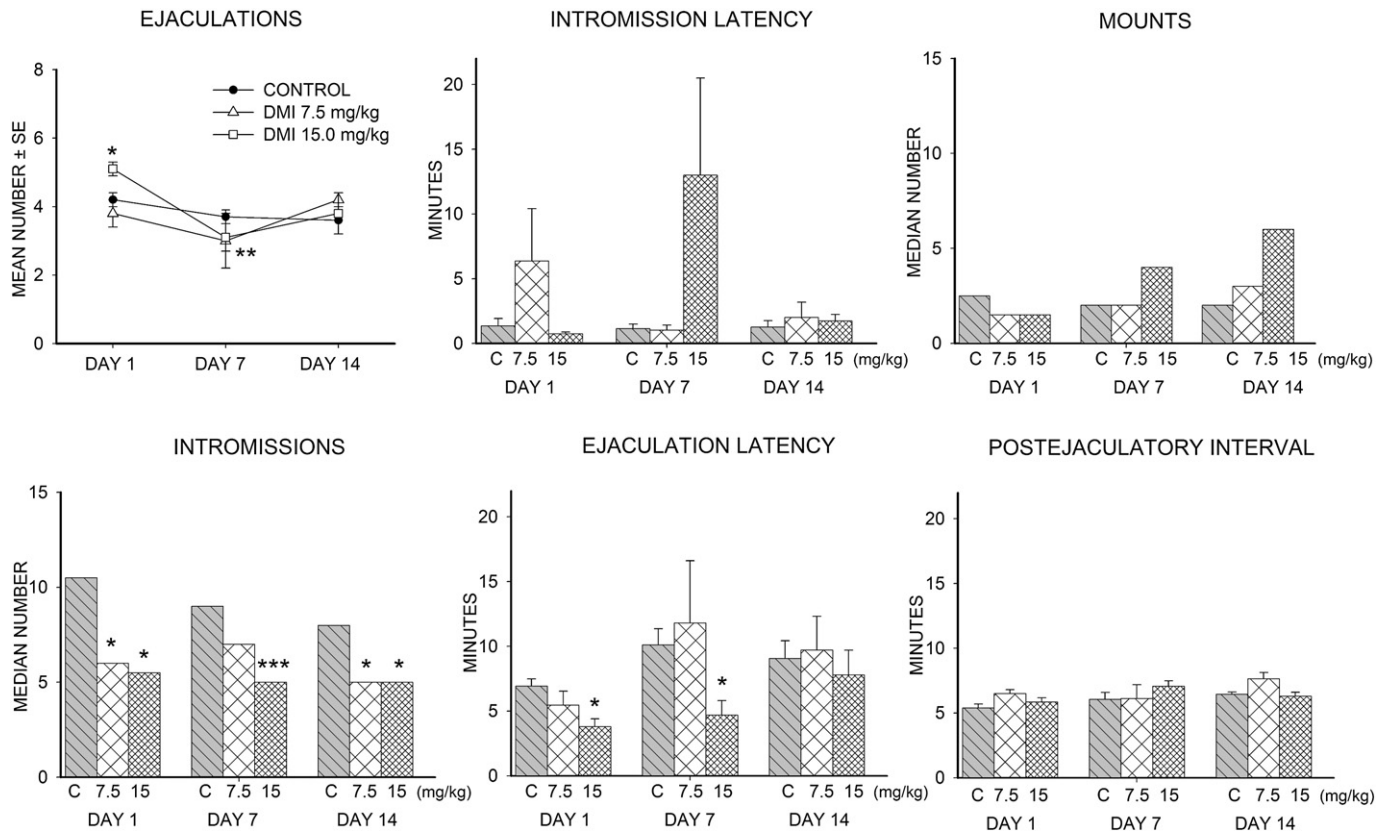 EJACULATIONS
MEAN NUMBER ± SE
8
6
4
2
0
CONTROL
DMI 7.5 mg/kg
DMI 15.0 mg/kg
*
**
DAY 1 DAY 7 DAY 14
INTROMISSION LATENCY
MINUTES
20
15
10
5
0
C 7.5 15 C 7.5 15 C 7.5 15 (mg/kg)
DAY 1 DAY 7 DAY 14
MOUNTS
MEDIAN NUMBER
15
10
5
0
C 7.5 15 C 7.5 15 C 7.5 15 (mg/kg)
DAY 1 DAY 7 DAY 14
INTROMISSIONS
MEDIAN NUMBER
15
10
5
0
* * *** * *
C 7.5 15 C 7.5 15 C 7.5 15 (mg/kg)
DAY 1 DAY 7 DAY 14
EJACULATION LATENCY
MINUTES
20
15
10
5
0
* *
C 7.5 15 C 7.5 15 C 7.5 15 (mg/kg)
DAY 1 DAY 7 DAY 14
POSTEJACULATORY INTERVAL
MINUTES
20
15
10
5
0
C 7.5 15 C 7.5 15 C 7.5 15 (mg/kg)
DAY 1 DAY 7 DAY 14